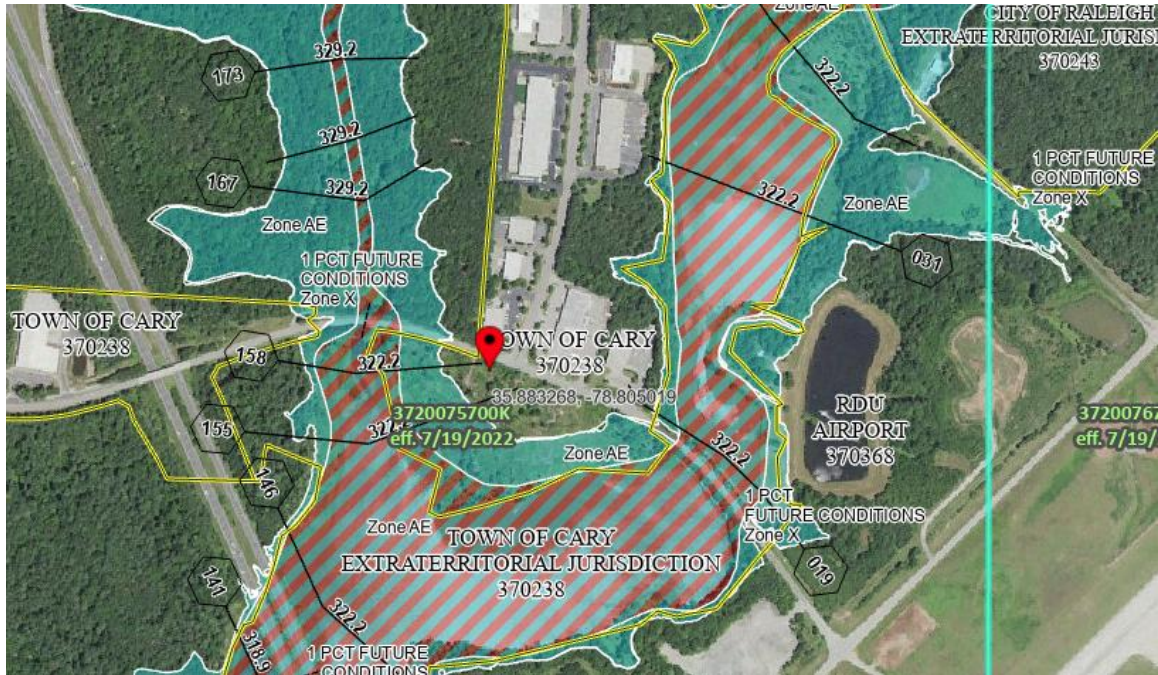 Zone AE
CITY OF RALEIGH
EXTRATERRITORIAL JURIS
370243
173
329.2
322.2
329.2
167
329.2
322.2
1 PCT FUTURE
CONDITIONS
Zone X
Zone AE
Zone AE
031
1 PCT FUTURE
CONDITIONS
Zone X
TOWN OF CARY
370238
TOWN OF CARY
370238
158
322.2
35.883268, -78.805019
RDU
AIRPORT
370368
3720075700K
eff. 7/19/2022
37200767
eff. 7/19/
155
322.2
Zone AE
146
1 PCT
FUTURE CONDITIONS
Zone X
Zone AE
TOWN OF CARY
EXTRATERRITORIAL JURISDICTION
370238
019
141
322.2
318.9
1 PCT FUTURE
CONDITIONS